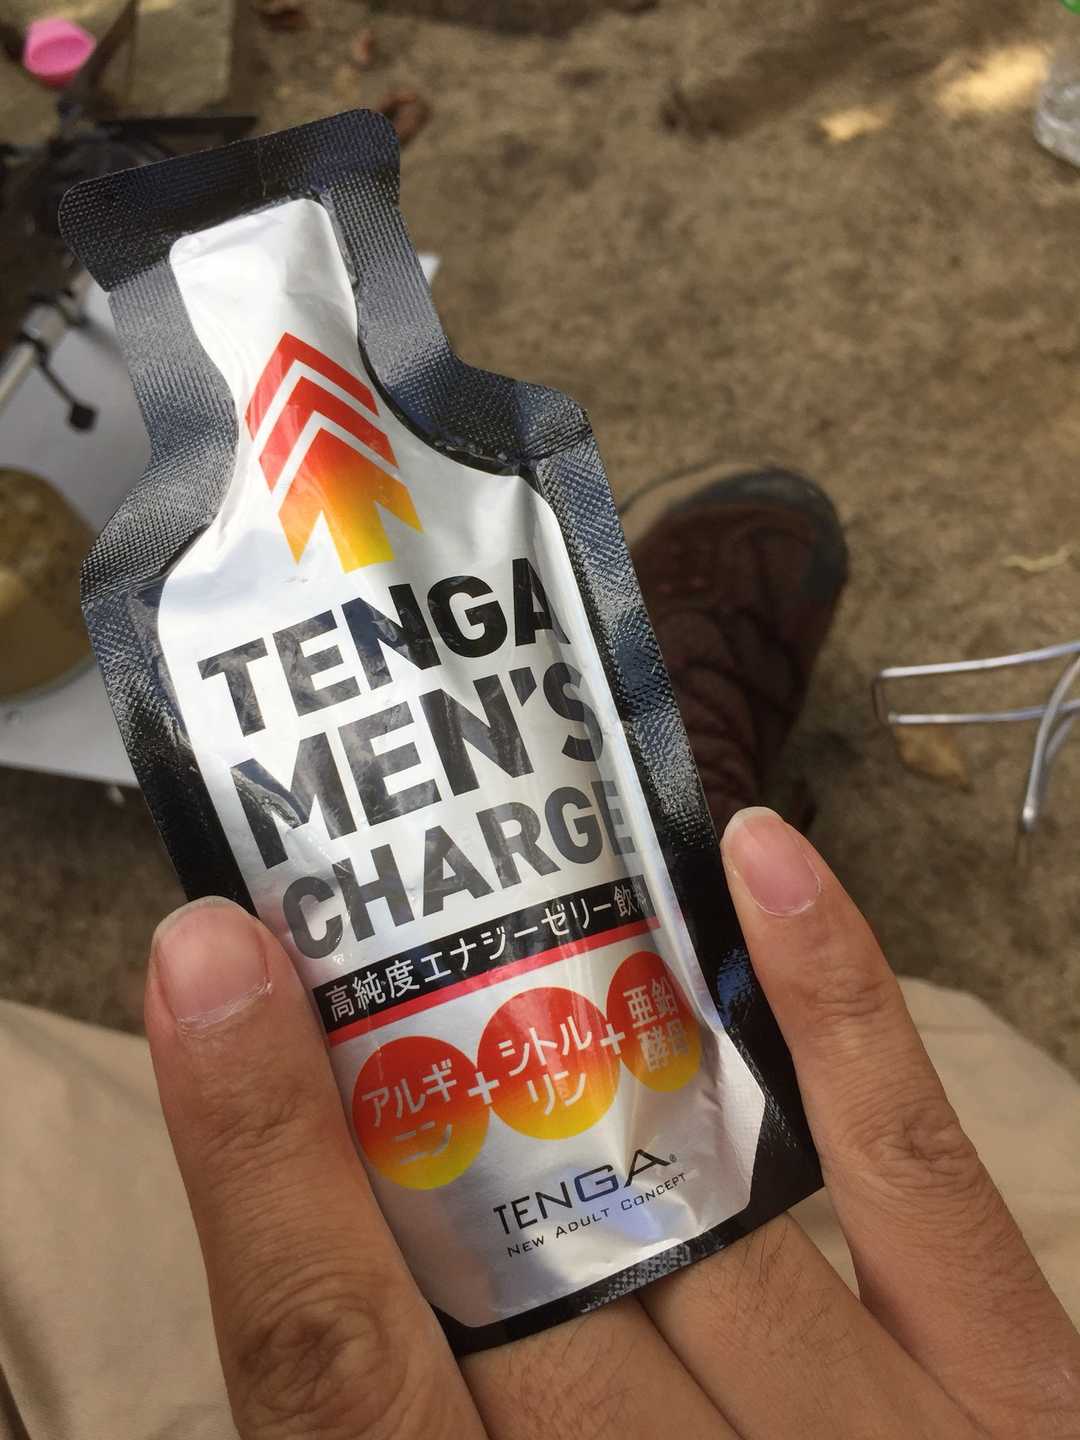 TENGA
MEN'S
CHARGE
高純度エナジーゼリー飲料
アルギ
ニン
+
シトル
リン
+
亜鉛
酵母
TENGA®
NEW ADULT CONCEPT